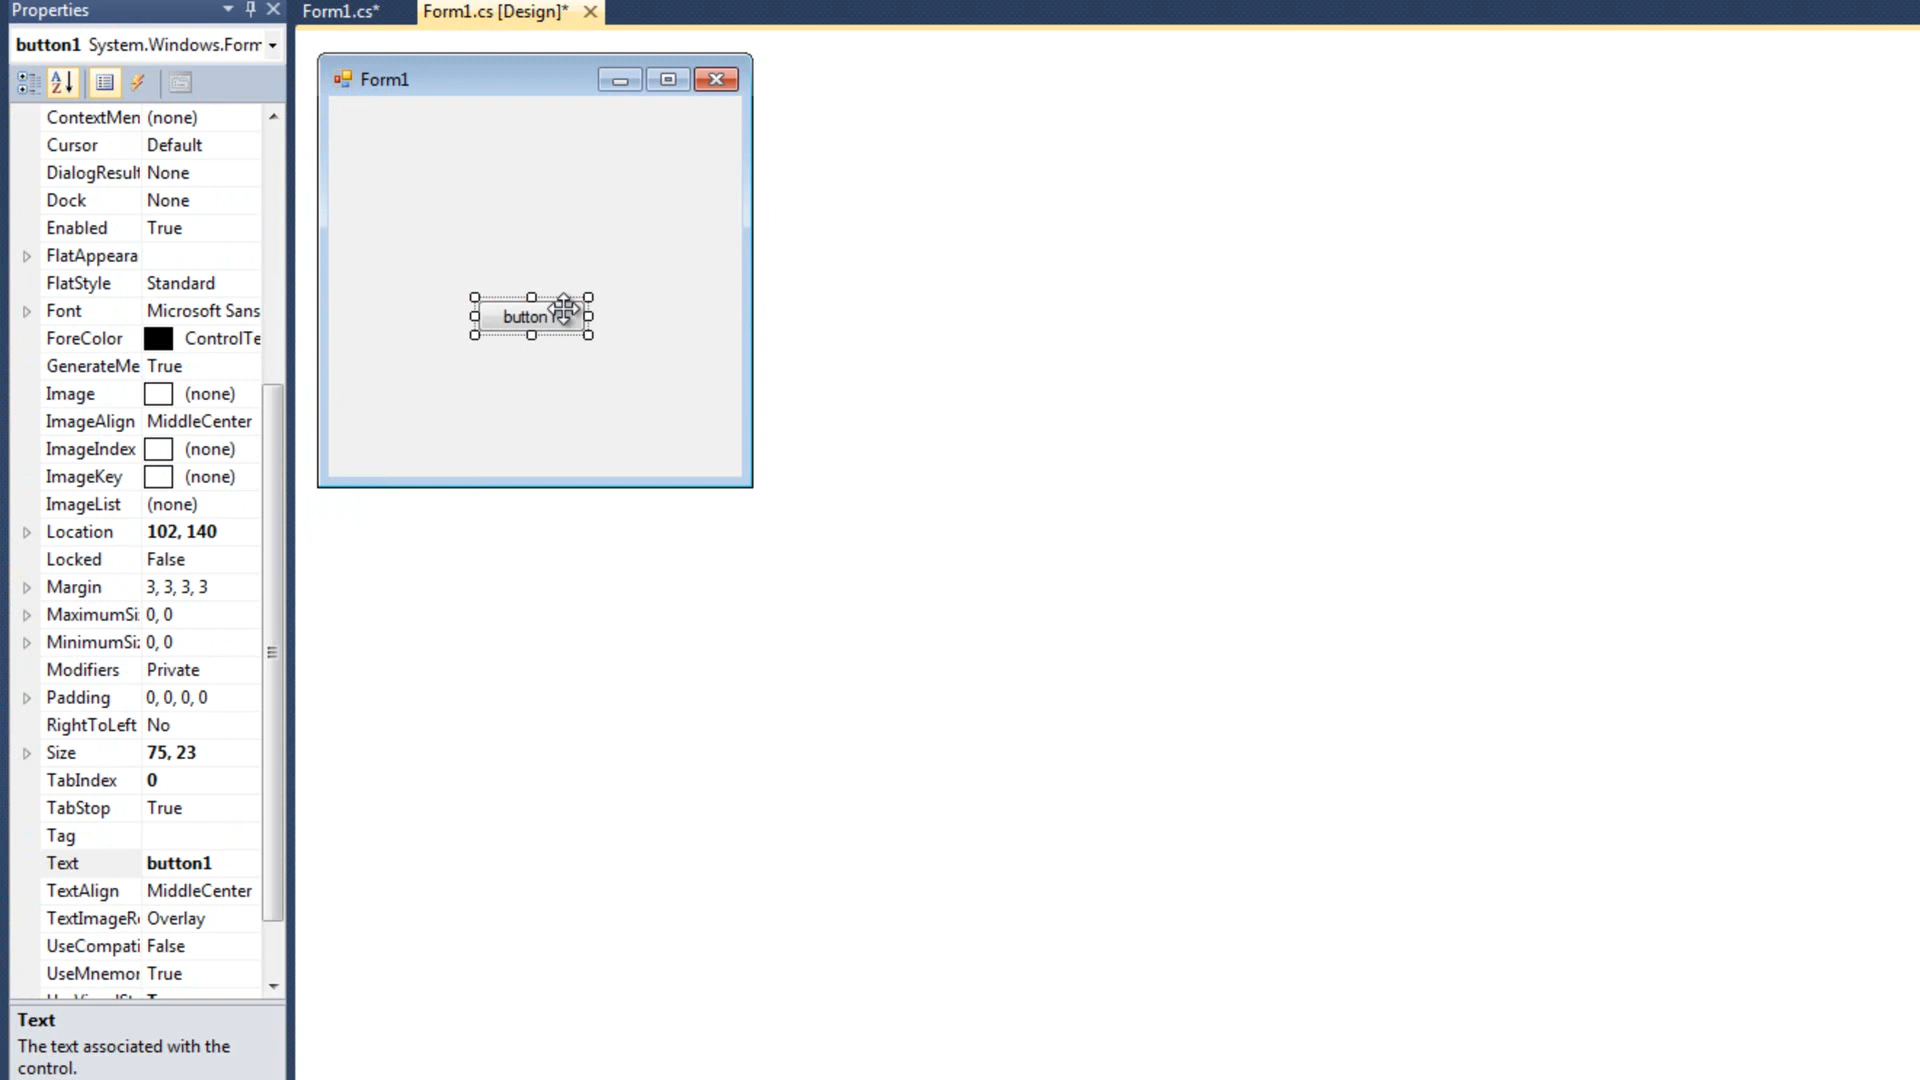 Properties
Form1.cs*
Form1.cs [Design]*
button1 System.Windows.Form
Form1
ContextMen (none)
Cursor Default
DialogResult None
Dock None
Enabled True
FlatAppeara
FlatStyle Standard
Font Microsoft Sans
ForeColor ControlTe
GenerateMe True
Image (none)
ImageAlign MiddleCenter
ImageIndex (none)
ImageKey (none)
ImageList (none)
Location 102, 140
Locked False
Margin 3, 3, 3, 3
MaximumSi 0, 0
MinimumSi 0, 0
Modifiers Private
Padding 0, 0, 0, 0
RightToLeft No
Size 75, 23
TabIndex 0
TabStop True
Tag
Text button1
TextAlign MiddleCenter
TextImageR Overlay
UseCompati False
UseMnemor True
button1
Text
The text associated with the
control.